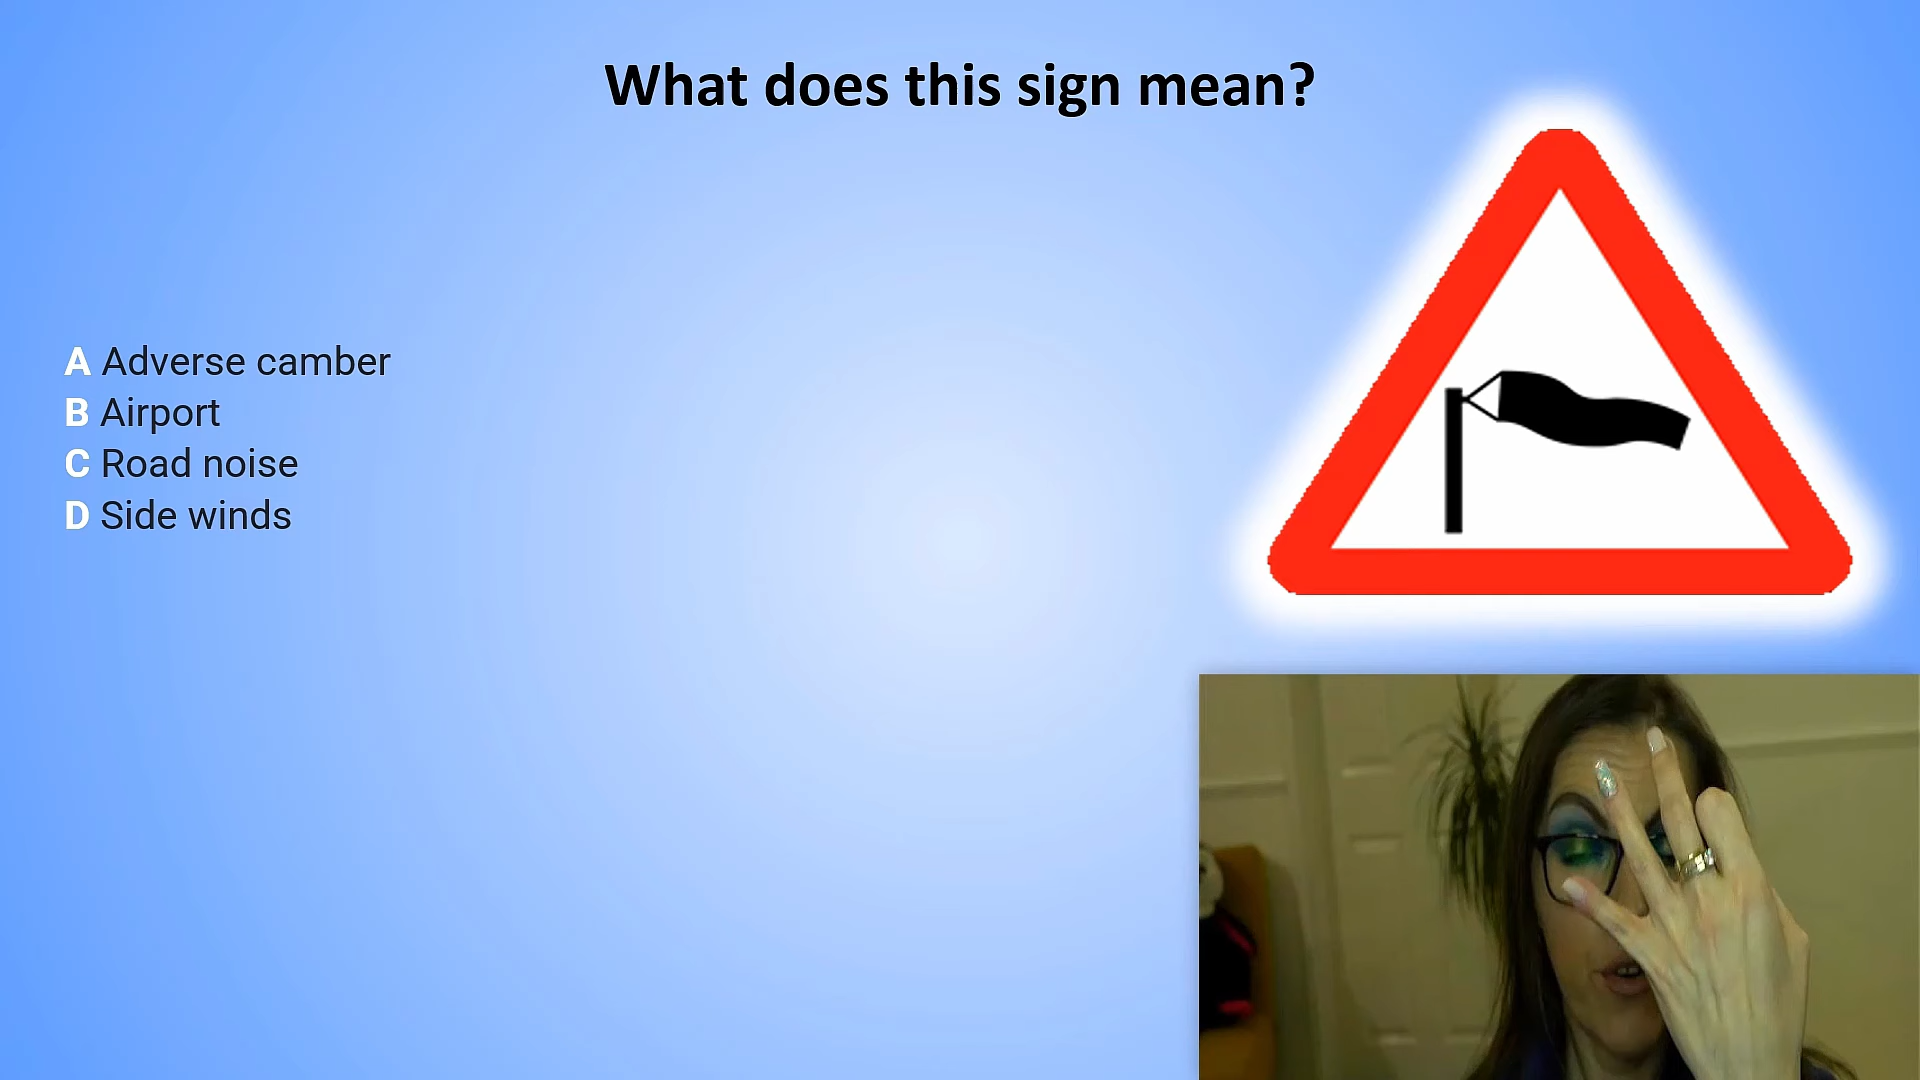 What does this sign mean?
A Adverse camber
B Airport
C Road noise
D Side winds